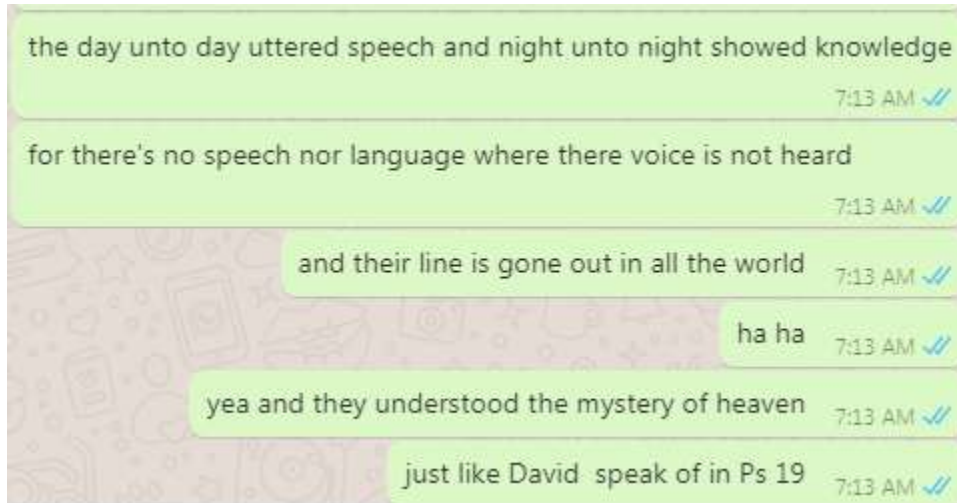 the day unto day uttered speech and night unto night showed knowledge
7:13 AM
for there's no speech nor language where there voice is not heard
7:13 AM
and their line is gone out in all the world 7:13 AM
ha ha 7:13 AM
yea and they understood the mystery of heaven 7:13 AM
just like David  speak of in Ps 19 7:13 AM